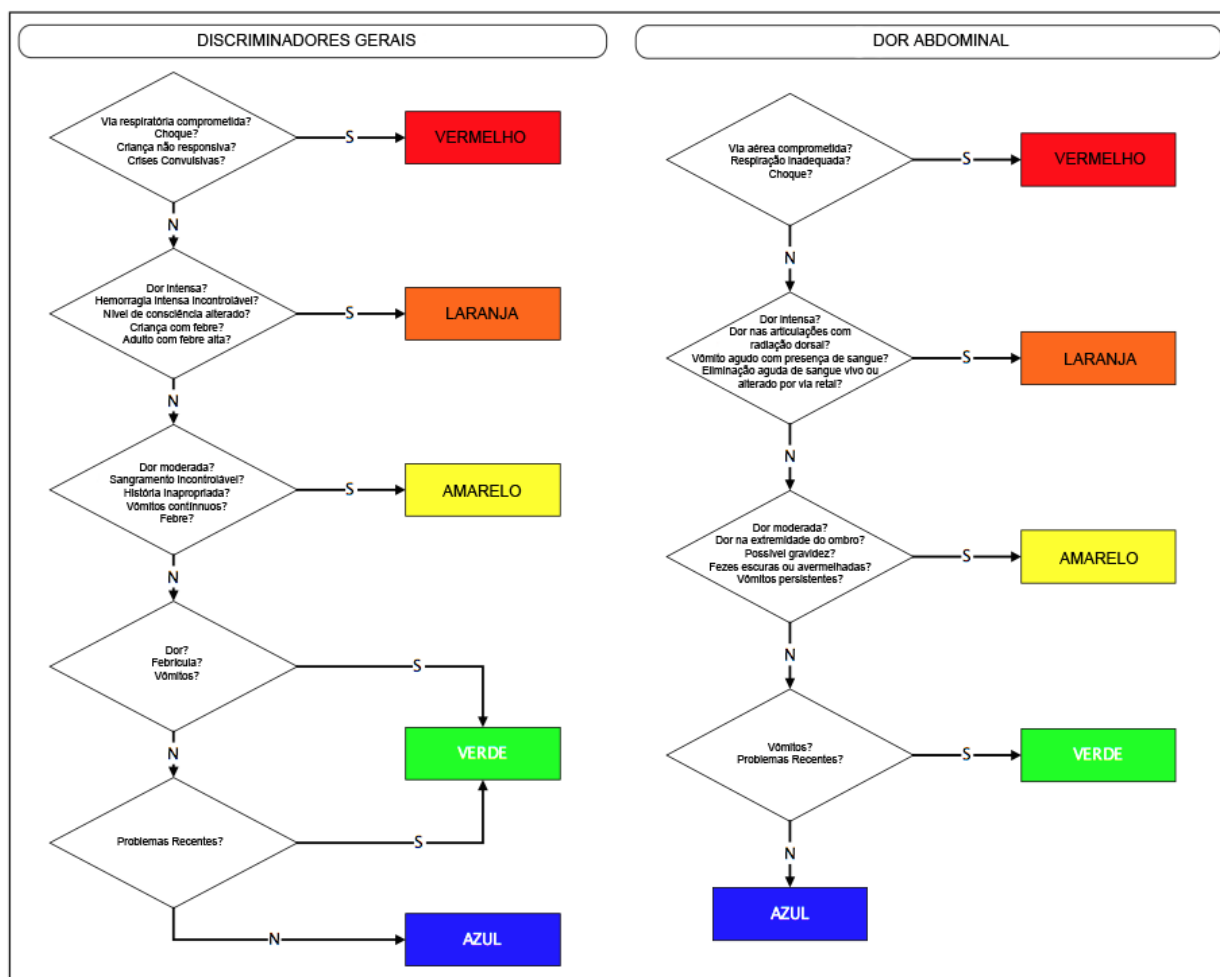 DISCRIMINADORES GERAIS
Via respiratória comprometida?
Choque?
Criança não responsiva?
Crises Convulsivas?
S
VERMELHO
N
Dor Intensa?
Hemorragia Intensa Incontrolável?
Nível de consciência alterado?
Criança com febre?
Adulto com febre alta?
S
LARANJA
N
Dor moderada?
Sangramento Incontrolável?
História Inapropriada?
Vômitos contínuos?
Febre?
S
AMARELO
N
Dor?
Febrícula?
Vômitos?
S
VERDE
N
Problemas Recentes?
S
N
AZUL
DOR ABDOMINAL
Via aérea comprometida?
Respiração Inadequada?
Choque?
S
VERMELHO
N
Dor Intensa?
Dor nas articulações com
radiação dorsal?
Vômito agudo com presença de sangue?
Eliminação aguda de sangue vivo ou
alterado por via retal?
S
LARANJA
N
Dor moderada?
Dor na extremidade do ombro?
Possível gravidez?
Fezes escuras ou avermelhadas?
Vômitos persistentes?
S
AMARELO
N
Vômitos?
Problemas Recentes?
S
VERDE
N
AZUL